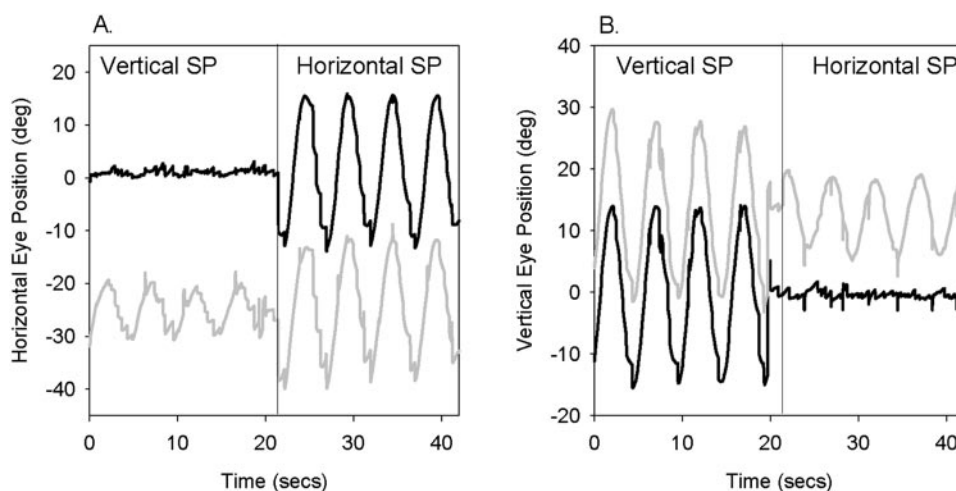 A.
Vertical SP
Horizontal SP
20
10
0
-10
-20
-30
-40
Horizontal Eye Position (deg)
0
10
20
30
40
Time (secs)
B.
Vertical SP
Horizontal SP
40
30
20
10
0
-10
-20
Vertical Eye Position (deg)
0
10
20
30
40
Time (secs)